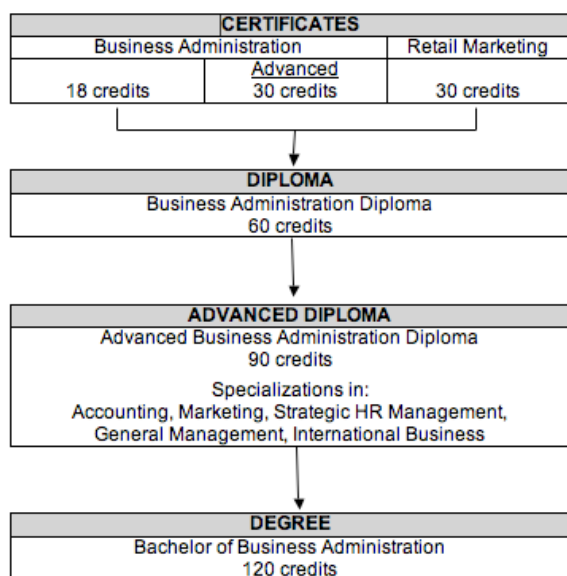 CERTIFICATES
Business Administration
Retail Marketing
18 credits
Advanced
30 credits
30 credits
DIPLOMA
Business Administration Diploma
60 credits
ADVANCED DIPLOMA
Advanced Business Administration Diploma
90 credits
Specializations in:
Accounting, Marketing, Strategic HR Management,
General Management, International Business
DEGREE
Bachelor of Business Administration
120 credits